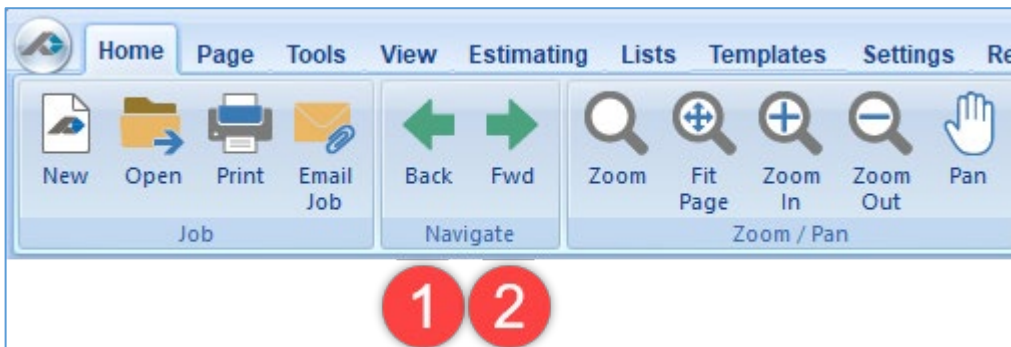 Home Page Tools View Estimating Lists Templates Settings Re
New Open Print Email Job Back Fwd Zoom Fit Page Zoom In Zoom Out Pan
Job Navigate Zoom / Pan
1 2